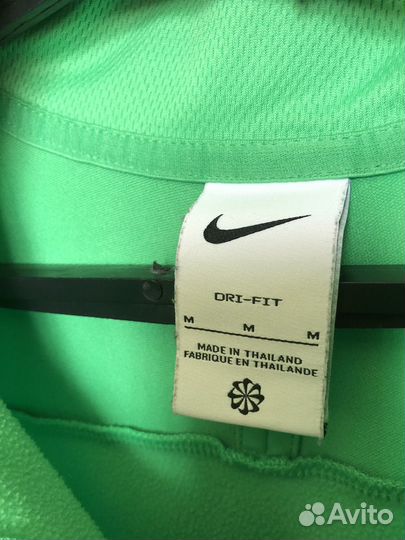 DRI-FIT
M M M
MADE IN THAILAND
FABRIQUE EN THAILANDE
Avito